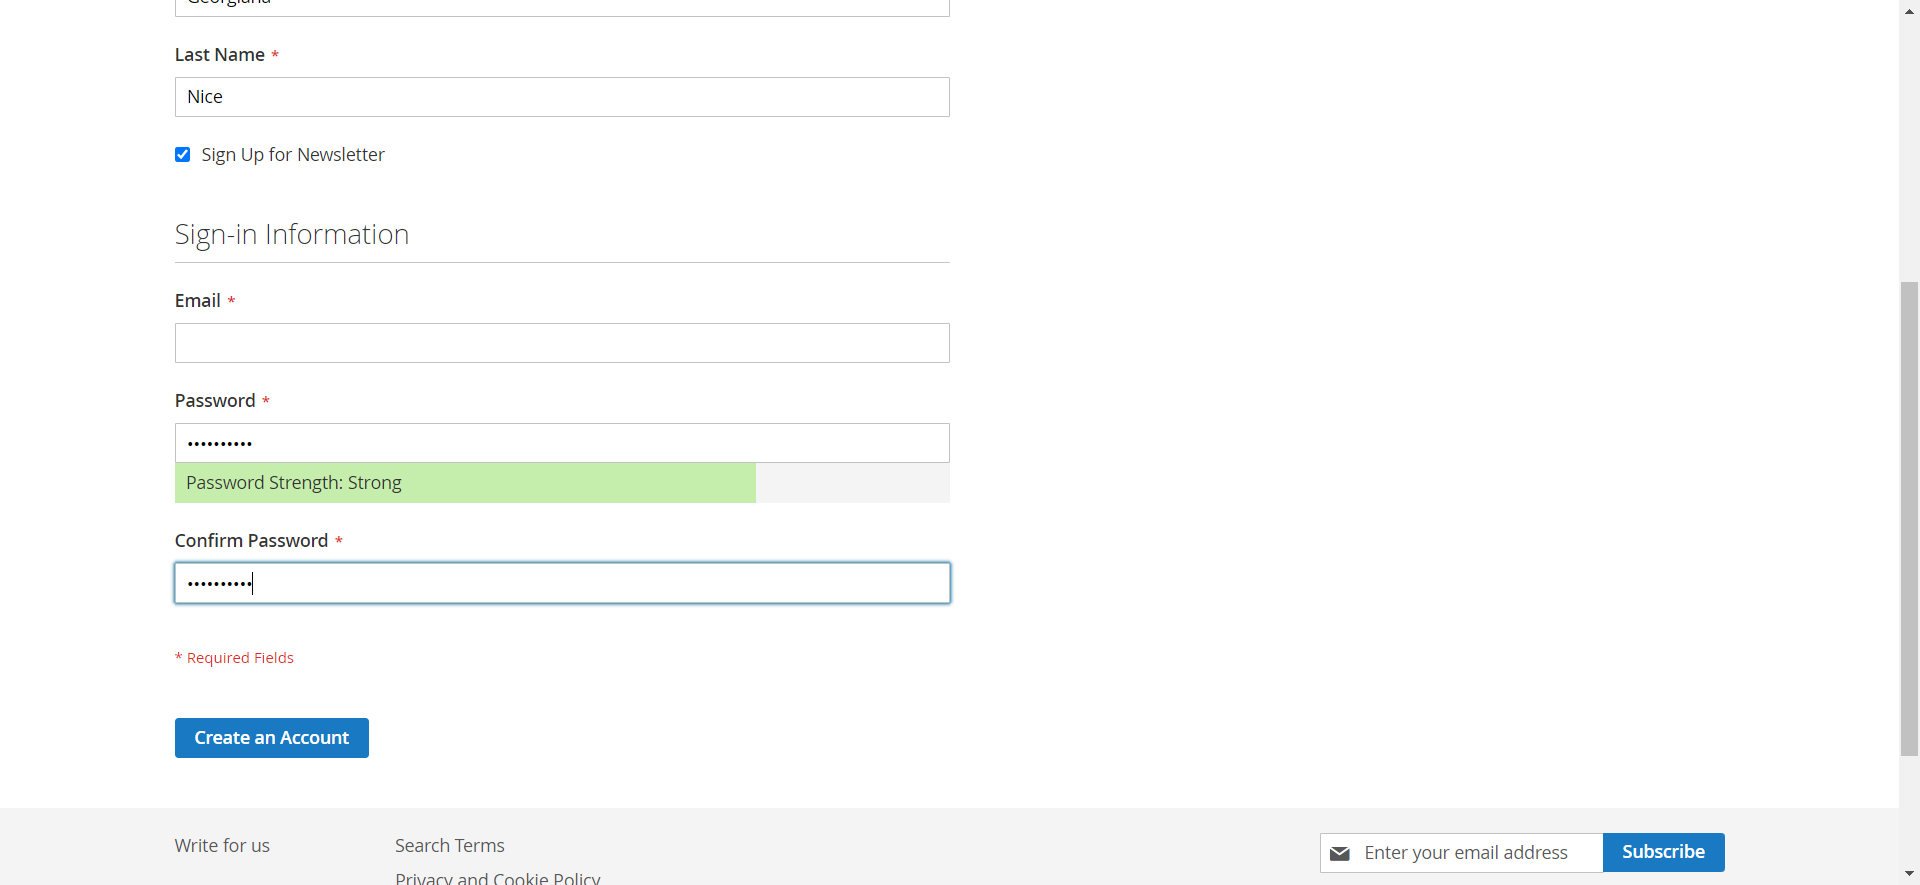 Georgiana
Last Name *
Nice
Sign Up for Newsletter
Sign-in Information
Email *
Password *
••••••••••
Password Strength: Strong
Confirm Password *
••••••••••
* Required Fields
Create an Account
Write for us
Search Terms
Enter your email address
Subscribe
Privacy and Cookie Policy